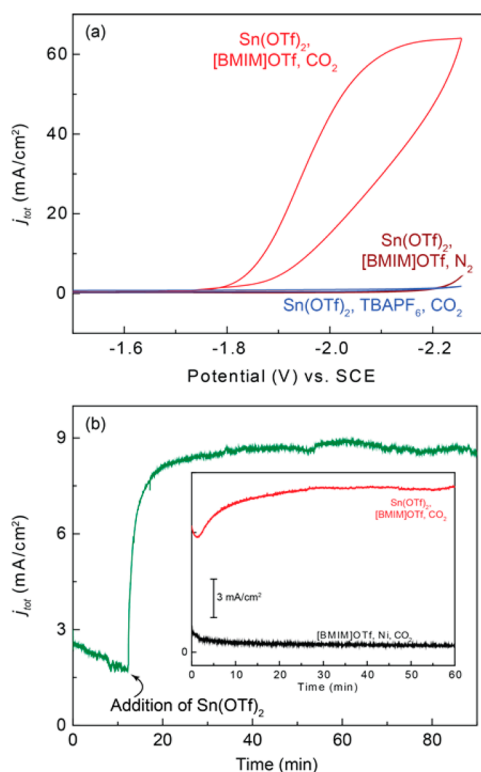 (a)
Sn(OTf)2,
[BMIM]OTf, CO2
60
40
20
0
jtot (mA/cm2)
Sn(OTf)2,
[BMIM]OTf, N2
Sn(OTf)2, TBAPF6, CO2
-1.6 -1.8 -2.0 -2.2
Potential (V) vs. SCE
(b)
9
6
3
0
jtot (mA/cm2)
Sn(OTf)2,
[BMIM]OTf, CO2
3 mA/cm2
[BMIM]OTf, Ni, CO2
0
0 10 20 30 40 50 60
Time (min)
Addition of Sn(OTf)2
0 20 40 60 80
Time (min)